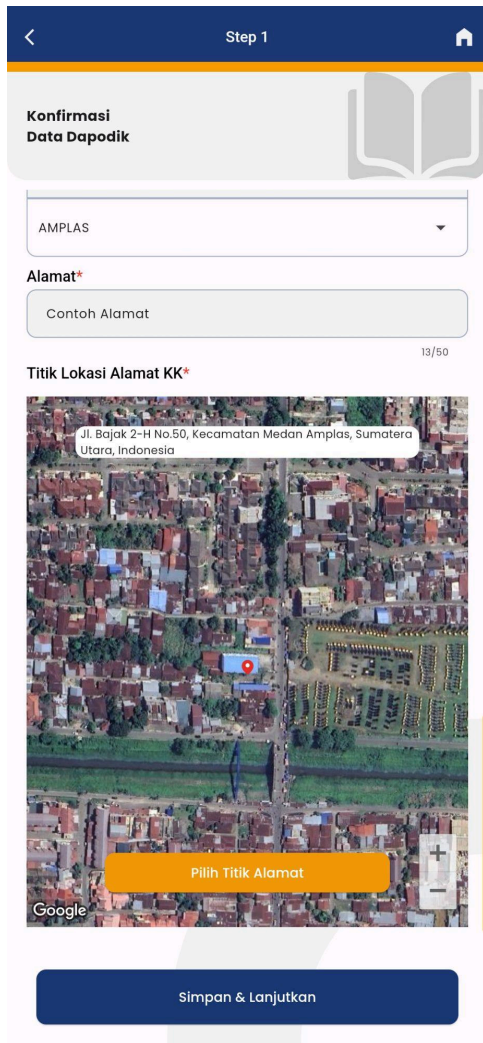 Step 1
Konfirmasi
Data Dapodik
AMPLAS
Alamat*
Contoh Alamat
13/50
Titik Lokasi Alamat KK*
Jl. Bajak 2-H No.50, Kecamatan Medan Amplas, Sumatera
Utara, Indonesia
Pilih Titik Alamat
+
−
Google
Simpan & Lanjutkan